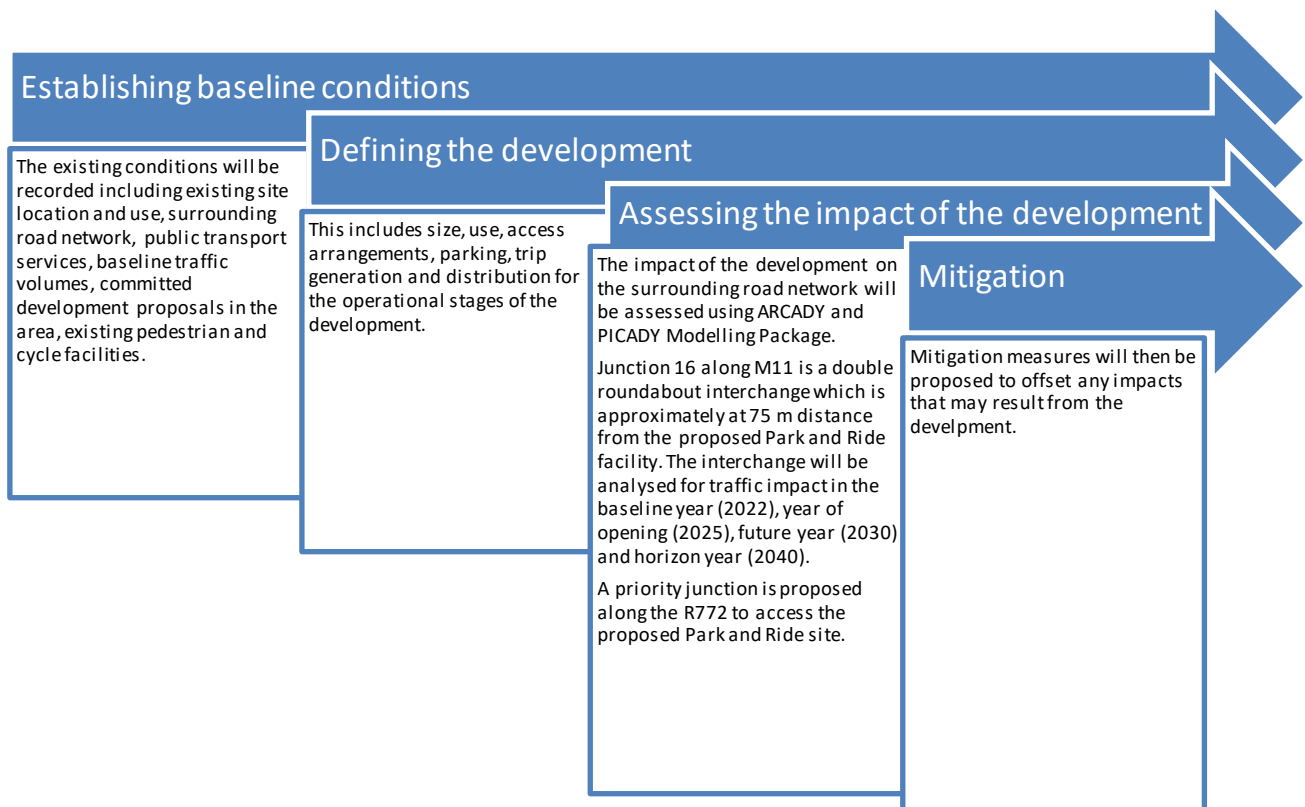 Establishing baseline conditions
The existing conditions will be
recorded including existing site
location and use, surrounding
road network, public transport
services, baseline traffic
volumes, committed
development proposals in the
area, existing pedestrian and
cycle facilities.
Defining the development
This includes size, use, access
arrangements, parking, trip
generation and distribution for
the operational stages of the
development.
Assessing the impact of the development
The impact of the development on
the surrounding road network will
be assessed using ARCADY and
PICADY Modelling Package.
Junction 16 along M11 is a double
roundabout interchange which is
approximately at 75 m distance
from the proposed Park and Ride
facility. The interchange will be
analysed for traffic impact in the
baseline year (2022), year of
opening (2025), future year (2030)
and horizon year (2040).
A priority junction is proposed
along the R772 to access the
proposed Park and Ride site.
Mitigation
Mitigation measures will then be
proposed to offset any impacts
that may result from the
develpment.